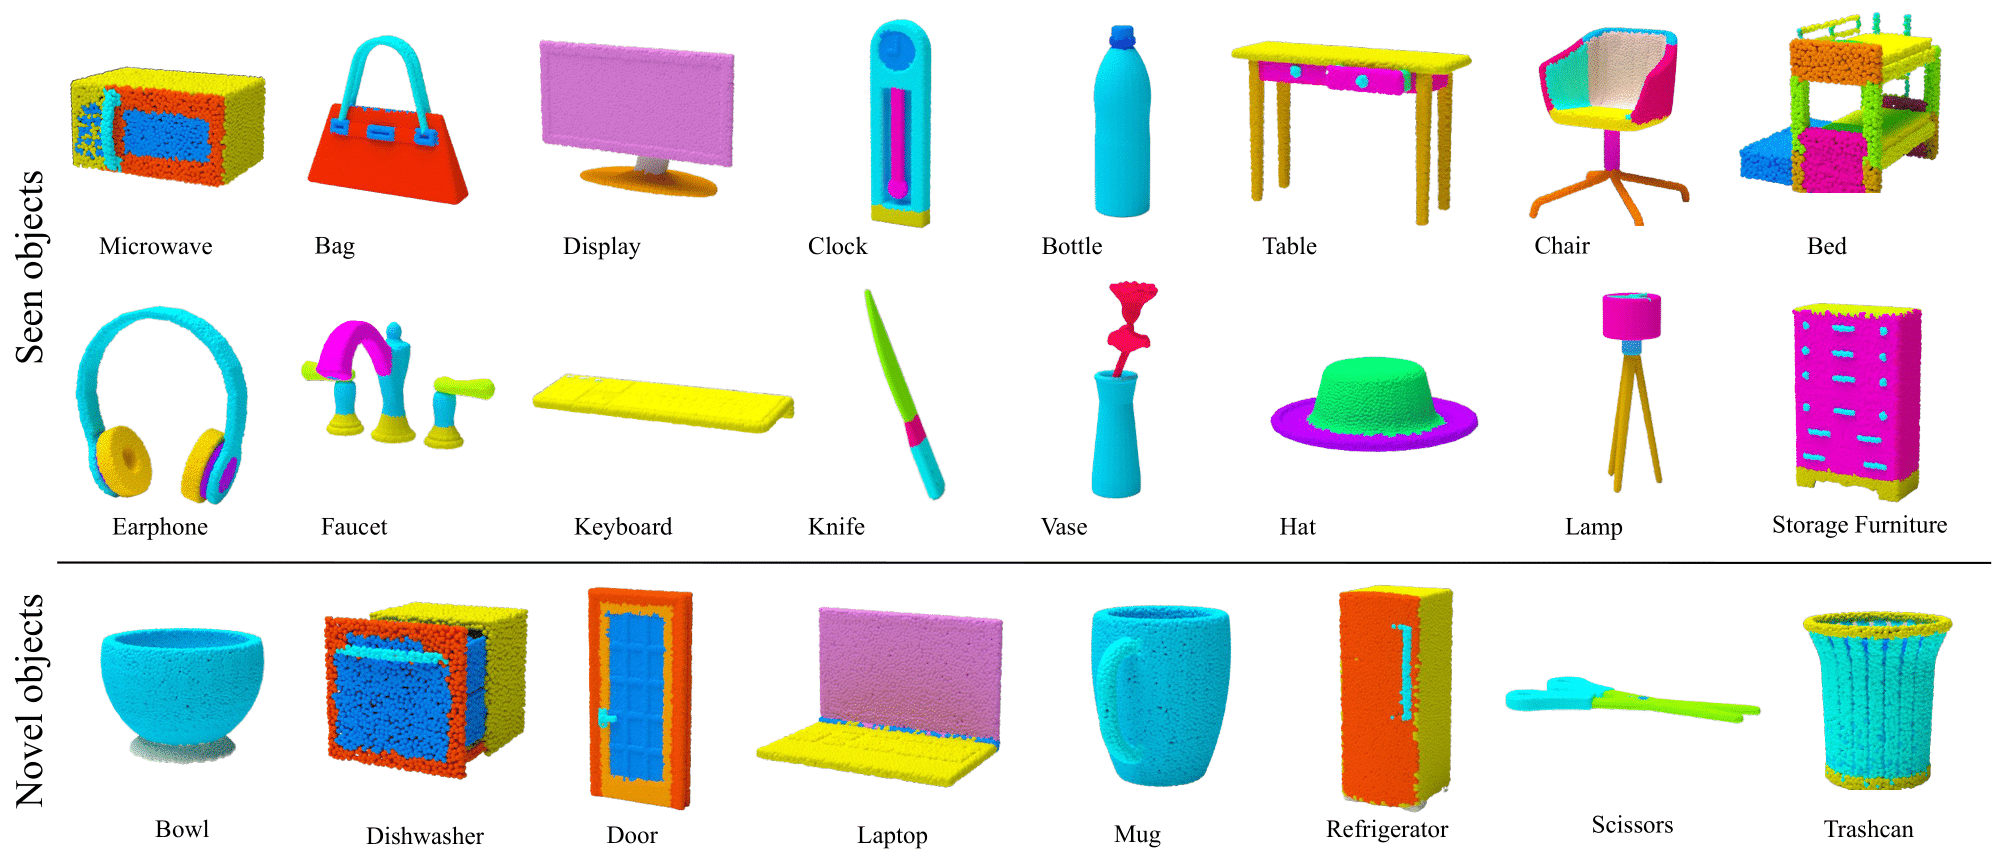 Seen objects
Microwave
Bag
Display
Clock
Bottle
Table
Chair
Bed
Earphone
Faucet
Keyboard
Knife
Vase
Hat
Lamp
Storage Furniture
Novel objects
Bowl
Dishwasher
Door
Laptop
Mug
Refrigerator
Scissors
Trashcan